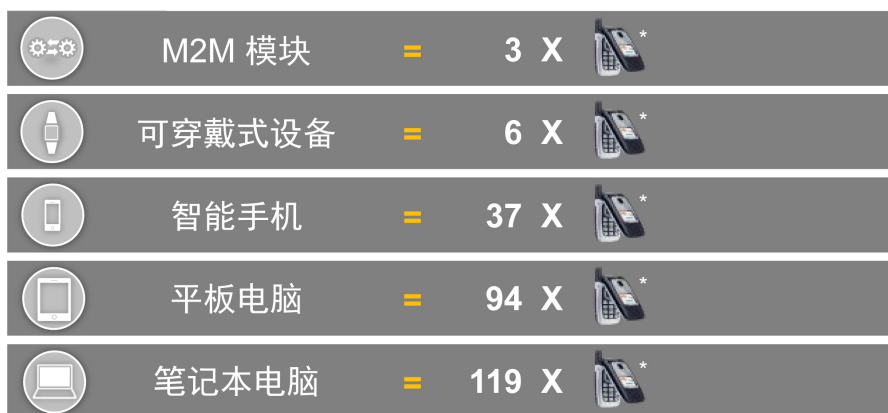 M2M 模块 = 3 X *
可穿戴式设备 = 6 X *
智能手机 = 37 X *
平板电脑 = 94 X *
笔记本电脑 = 119 X *